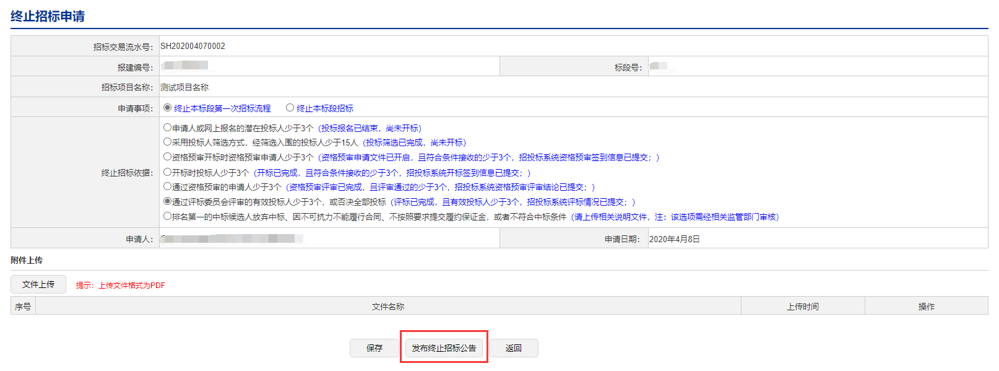 终止招标申请
招标交易流水号： SH202004070002
报建编号： 标段号：
招标项目名称： 测试项目名称
申请事项： 终止本标段第一次招标流程 终止本标段招标
终止招标依据：
申请人或网上报名的潜在投标人少于3个（投标报名已结束，尚未开标）
采用投标人筛选方式，经筛选入围的投标人少于15人（投标筛选已完成，尚未开标）
资格预审开标时资格预审申请人少于3个（资格预审申请文件已开启，且符合条件接收的少于3个，招投标系统资格预审签到信息已提交；）
开标时投标人少于3个（开标已完成，且符合条件接收的少于3个，招投标系统开标签到信息已提交；）
通过资格预审的申请人少于3个（资格预审评审已完成，且评审通过的少于3个，招投标系统资格预审评审结论已提交；）
通过评标委员会评审的有效投标人少于3个，或否决全部投标（评标已完成，且有效投标人少于3个，招投标系统评标情况已提交；）
排名第一的中标候选人放弃中标、因不可抗力不能履行合同、不按照要求提交履约保证金，或者不符合中标条件（请上传相关说明文件，注：该选项需经相关监管部门审核）
申请人： 申请日期： 2020年4月8日
附件上传
文件上传 提示：上传文件格式为PDF
序号 文件名称 上传时间 操作
保存 发布终止招标公告 返回